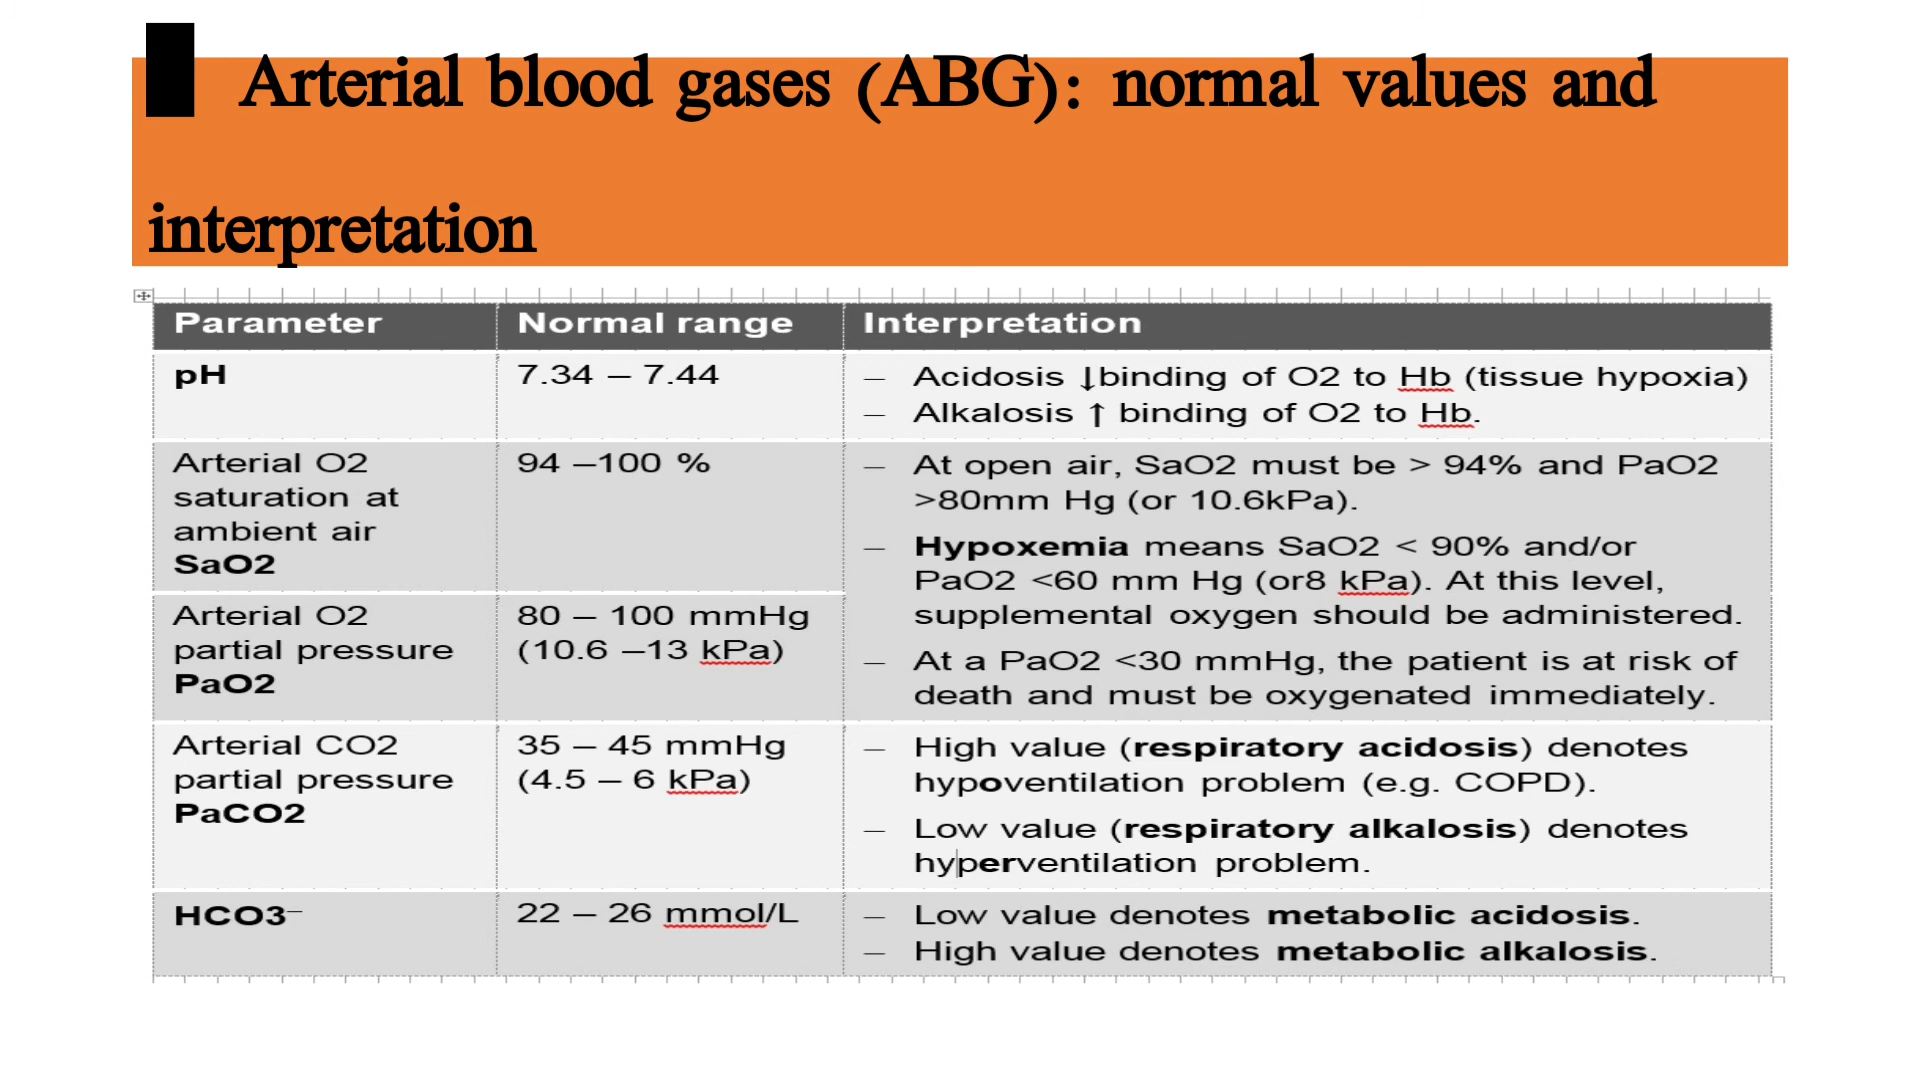 Arterial blood gases (ABG): normal values and
interpretation
Parameter Normal range Interpretation
pH 7.34 – 7.44
– Acidosis ↓binding of O2 to Hb (tissue hypoxia)
– Alkalosis ↑ binding of O2 to Hb.
Arterial O2
saturation at
ambient air
SaO2
94 –100 %
– At open air, SaO2 must be > 94% and PaO2
>80mm Hg (or 10.6kPa).
– Hypoxemia means SaO2 < 90% and/or
PaO2 <60 mm Hg (or8 kPa). At this level,
supplemental oxygen should be administered.
– At a PaO2 <30 mmHg, the patient is at risk of
death and must be oxygenated immediately.
Arterial O2
partial pressure
PaO2
80 – 100 mmHg
(10.6 –13 kPa)
Arterial CO2
partial pressure
PaCO2
35 – 45 mmHg
(4.5 – 6 kPa)
– High value (respiratory acidosis) denotes
hypoventilation problem (e.g. COPD).
– Low value (respiratory alkalosis) denotes
hyperventilation problem.
HCO3–
22 – 26 mmol/L
– Low value denotes metabolic acidosis.
– High value denotes metabolic alkalosis.